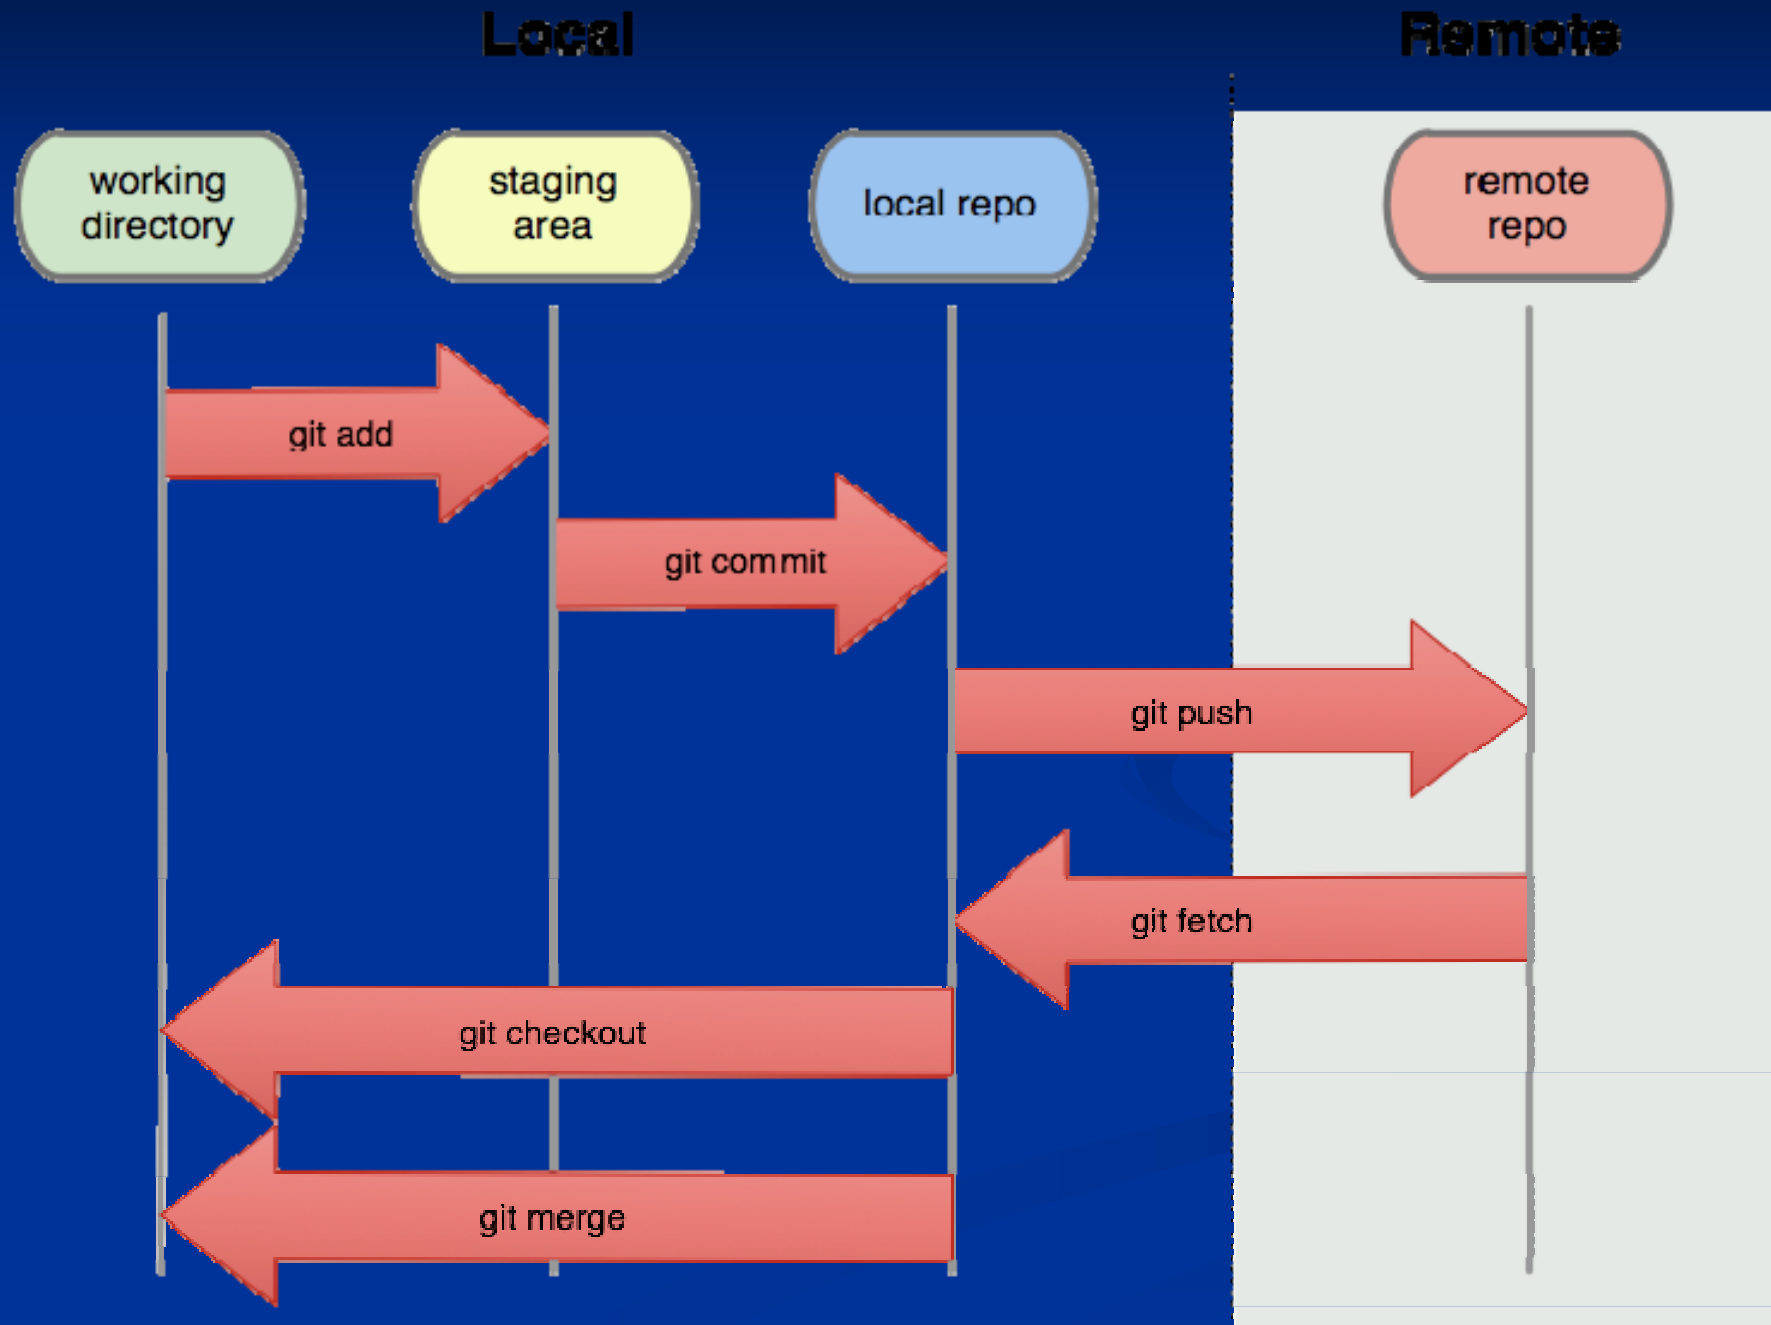 Local
Remote
working
directory
staging
area
local repo
remote
repo
git add
git commit
git push
git fetch
git checkout
git merge